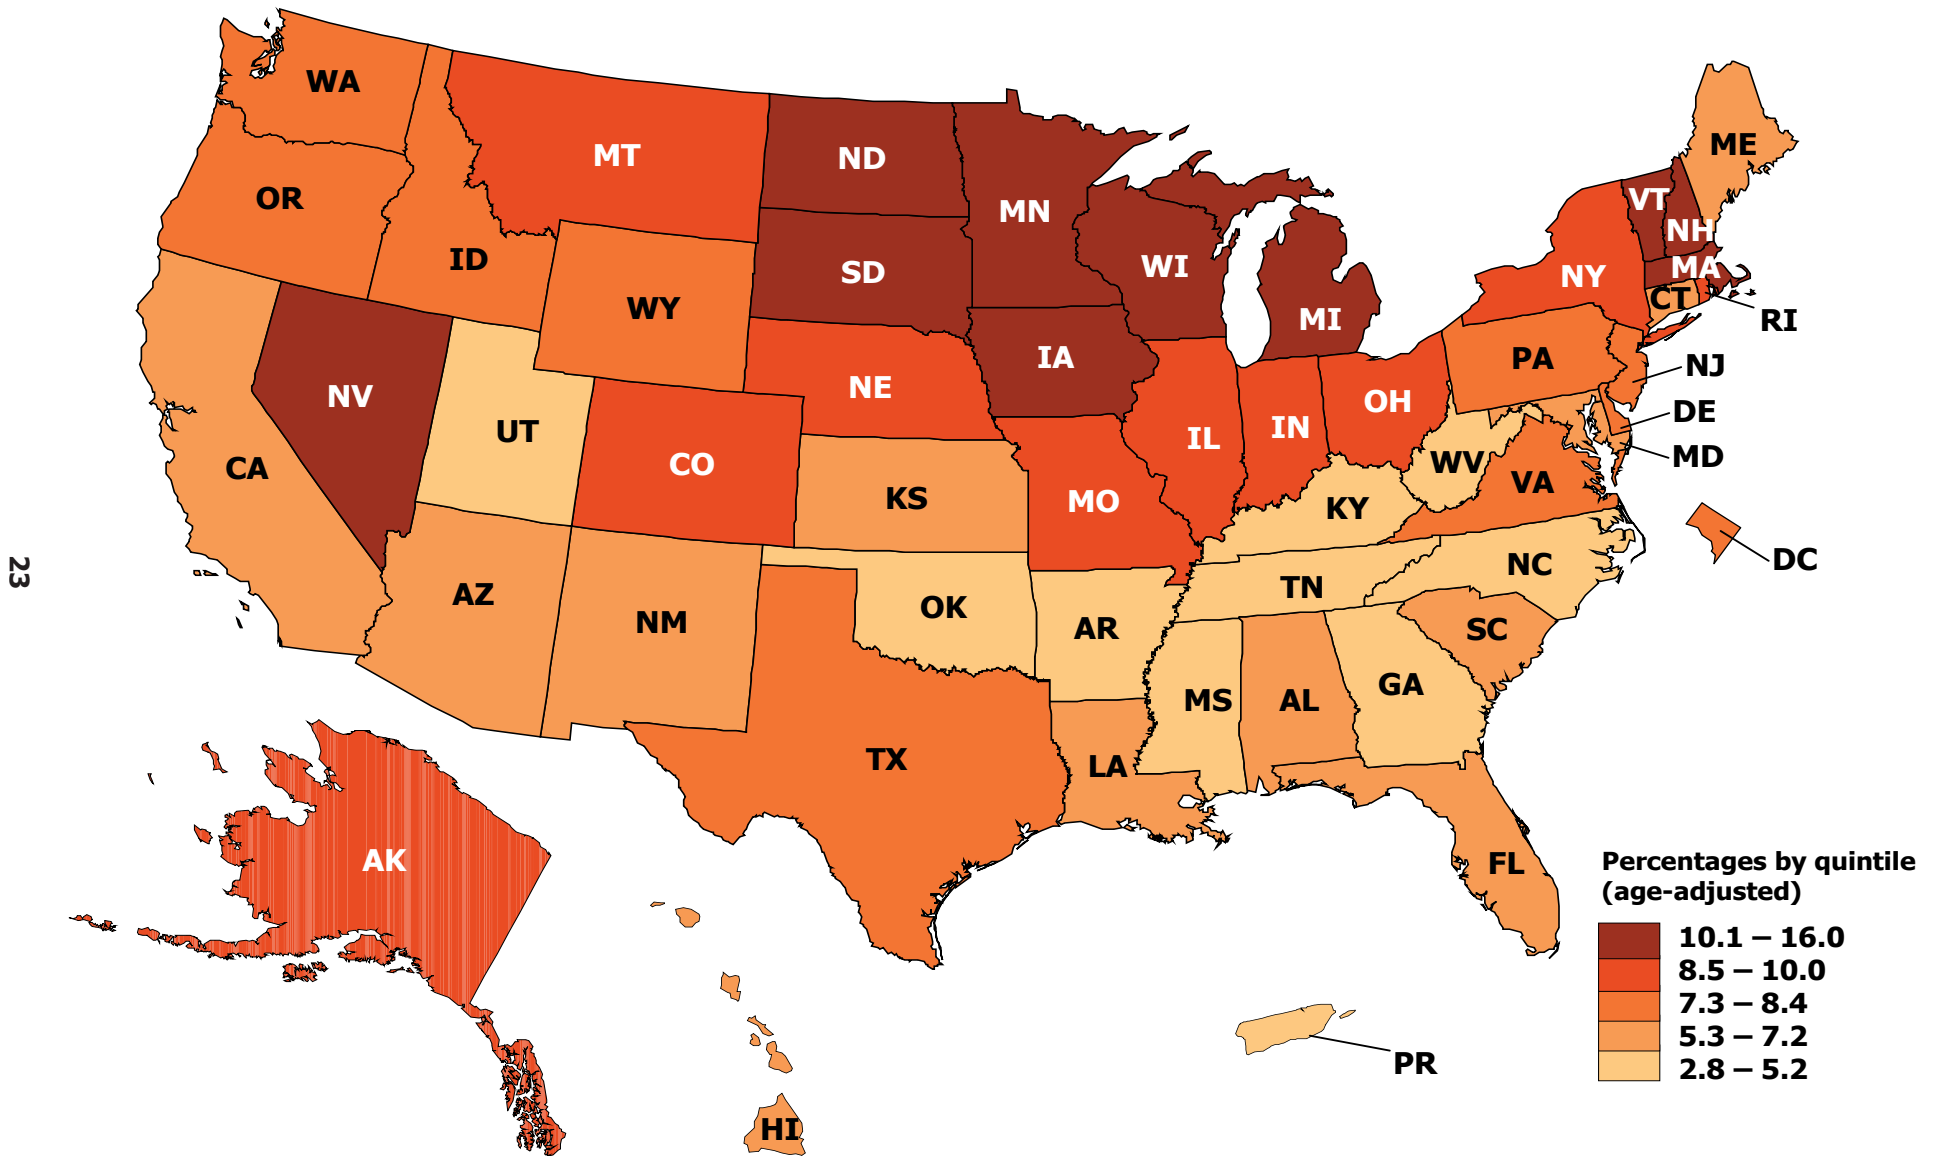 WA
MT
ND
MN
ME
OR
VT
NH
ID
SD
WI
MA
NY
WY
CT
MI
RI
IA
PA
NJ
NV
NE
OH
DE
UT
IN
IL
MD
CO
WV
CA
KS
MO
KY
VA
DC
NC
23
AZ
NM
OK
AR
TN
SC
MS
AL
GA
TX
LA
AK
FL
HI
PR
Percentages by quintile
(age-adjusted)
10.1 – 16.0
8.5 – 10.0
7.3 – 8.4
5.3 – 7.2
2.8 – 5.2